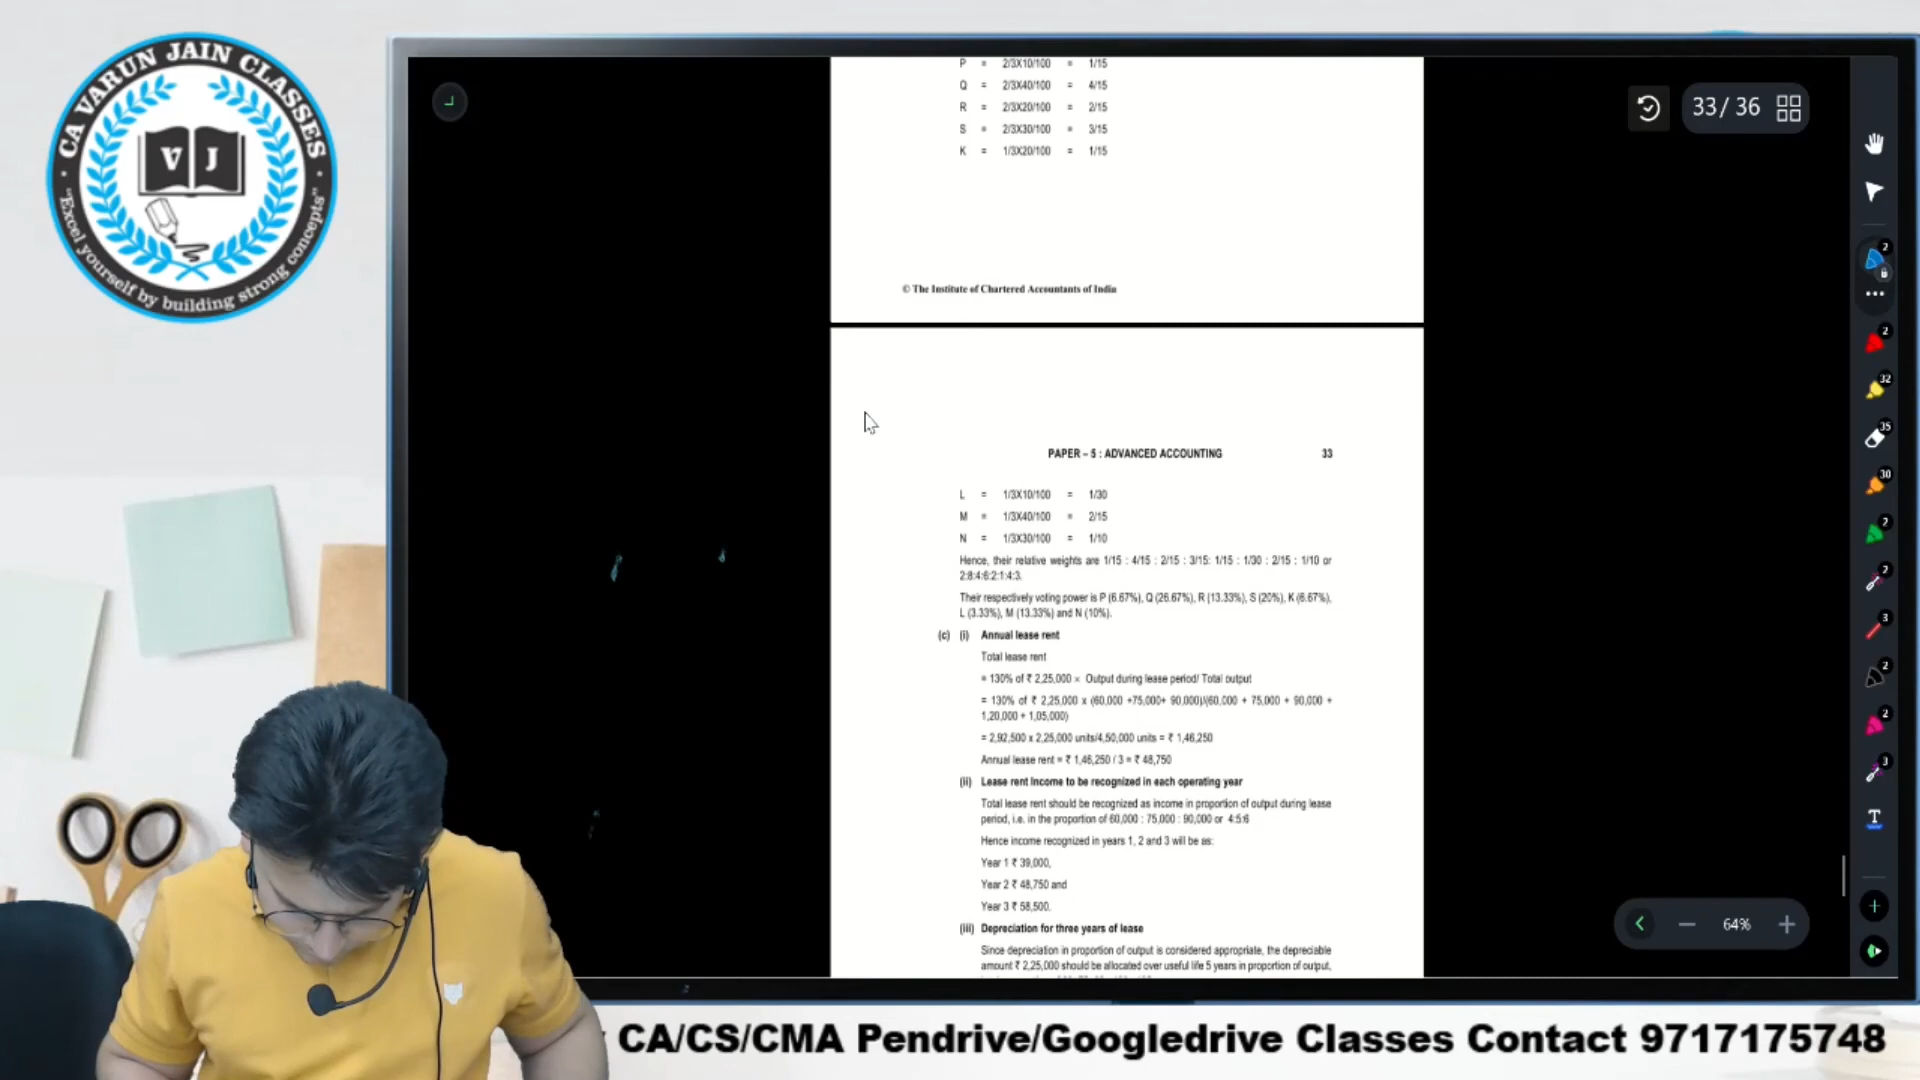 CA VARUN JAIN CLASSES
V J
"Excel yourself by building strong concepts"
P = 2/3X10/100 = 1/15
Q = 2/3X40/100 = 4/15
R = 2/3X20/100 = 2/15
S = 2/3X30/100 = 3/15
K = 1/3X20/100 = 1/15
© The Institute of Chartered Accountants of India
33/ 36
PAPER – 5 : ADVANCED ACCOUNTING 33
L = 1/3X10/100 = 1/30
M = 1/3X40/100 = 2/15
N = 1/3X30/100 = 1/10
Hence, their relative weights are 1/15 : 4/15 : 2/15 : 3/15: 1/15 : 1/30 : 2/15 : 1/10 or
2:8:4:6:2:1:4:3.
Their respectively voting power is P (6.67%), Q (26.67%), R (13.33%), S (20%), K (6.67%),
L (3.33%), M (13.33%) and N (10%).
(c) (i) Annual lease rent
Total lease rent
= 130% of ₹ 2,25,000 × Output during lease period/ Total output
= 130% of ₹ 2,25,000 x (60,000 +75,000+ 90,000)/(60,000 + 75,000 + 90,000 +
1,20,000 + 1,05,000)
= 2,92,500 x 2,25,000 units/4,50,000 units = ₹ 1,46,250
Annual lease rent = ₹ 1,46,250 / 3 = ₹ 48,750
(ii) Lease rent Income to be recognized in each operating year
Total lease rent should be recognized as income in proportion of output during lease
period, i.e. in the proportion of 60,000 : 75,000 : 90,000 or 4:5:6
Hence income recognized in years 1, 2 and 3 will be as:
Year 1 ₹ 39,000,
Year 2 ₹ 48,750 and
Year 3 ₹ 58,500.
(iii) Depreciation for three years of lease
Since depreciation in proportion of output is considered appropriate, the depreciable
amount ₹ 2,25,000 should be allocated over useful life 5 years in proportion of output,
2
2
32
35
30
2
2
3
2
2
3
T
64%
CA/CS/CMA Pendrive/Googledrive Classes Contact 9717175748